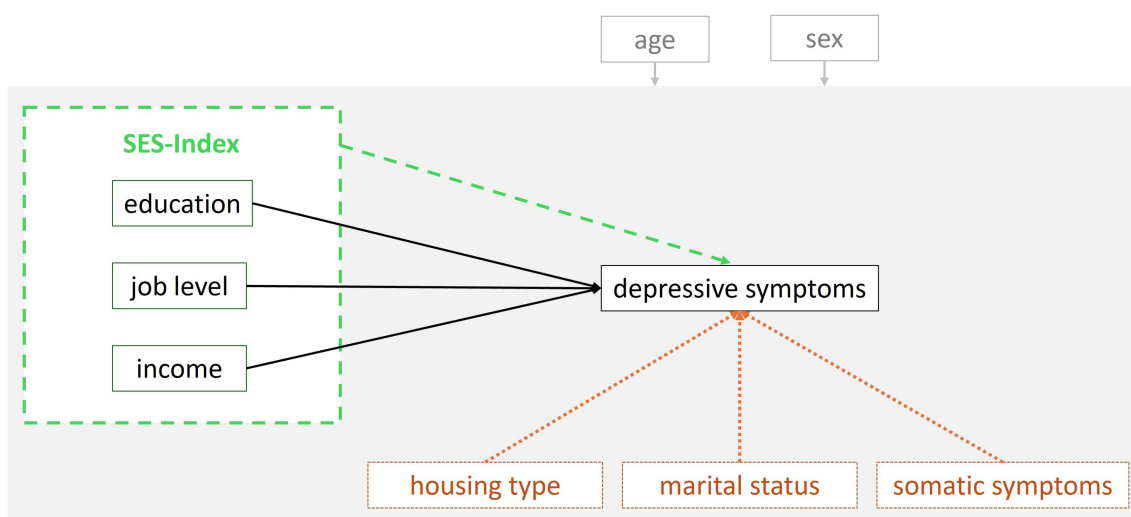 age
sex
SES-Index
education
job level
income
depressive symptoms
housing type
marital status
somatic symptoms